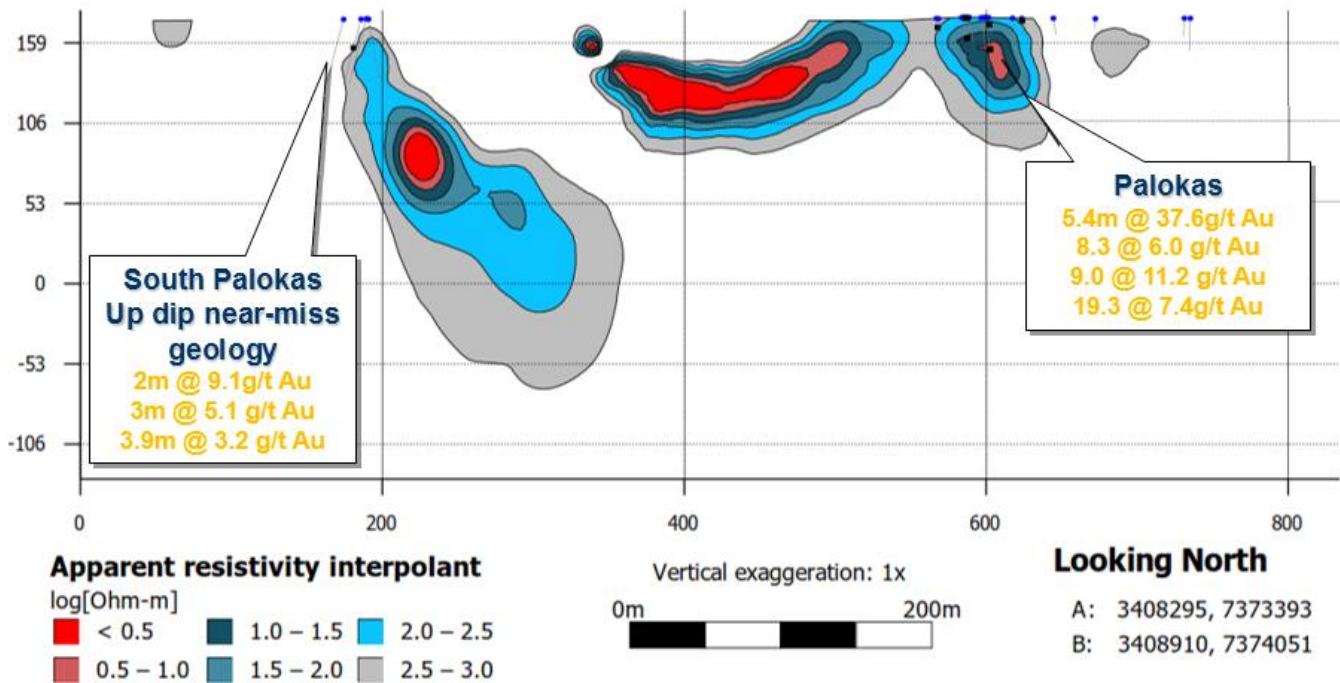 159
106
53
0
-53
-106
South Palokas
Up dip near-miss
geology
2m @ 9.1g/t Au
3m @ 5.1 g/t Au
3.9m @ 3.2 g/t Au
Palokas
5.4m @ 37.6g/t Au
8.3 @ 6.0 g/t Au
9.0 @ 11.2 g/t Au
19.3 @ 7.4g/t Au
0 200 400 600 800
Apparent resistivity interpolant
log[Ohm-m]
< 0.5 1.0 – 1.5 2.0 – 2.5
0.5 – 1.0 1.5 – 2.0 2.5 – 3.0
Vertical exaggeration: 1x
0m 200m
Looking North
A: 3408295, 7373393
B: 3408910, 7374051